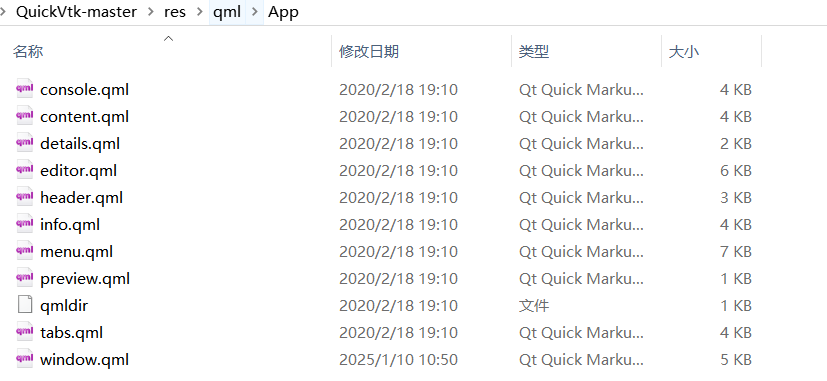 QuickVtk-master > res > qml > App
名称 修改日期 类型 大小
console.qml 2020/2/18 19:10 Qt Quick Marku... 4 KB
content.qml 2020/2/18 19:10 Qt Quick Marku... 4 KB
details.qml 2020/2/18 19:10 Qt Quick Marku... 2 KB
editor.qml 2020/2/18 19:10 Qt Quick Marku... 6 KB
header.qml 2020/2/18 19:10 Qt Quick Marku... 3 KB
info.qml 2020/2/18 19:10 Qt Quick Marku... 4 KB
menu.qml 2020/2/18 19:10 Qt Quick Marku... 7 KB
preview.qml 2020/2/18 19:10 Qt Quick Marku... 1 KB
qmldir 2020/2/18 19:10 文件 1 KB
tabs.qml 2020/2/18 19:10 Qt Quick Marku... 4 KB
window.qml 2025/1/10 10:50 Qt Quick Marku... 5 KB